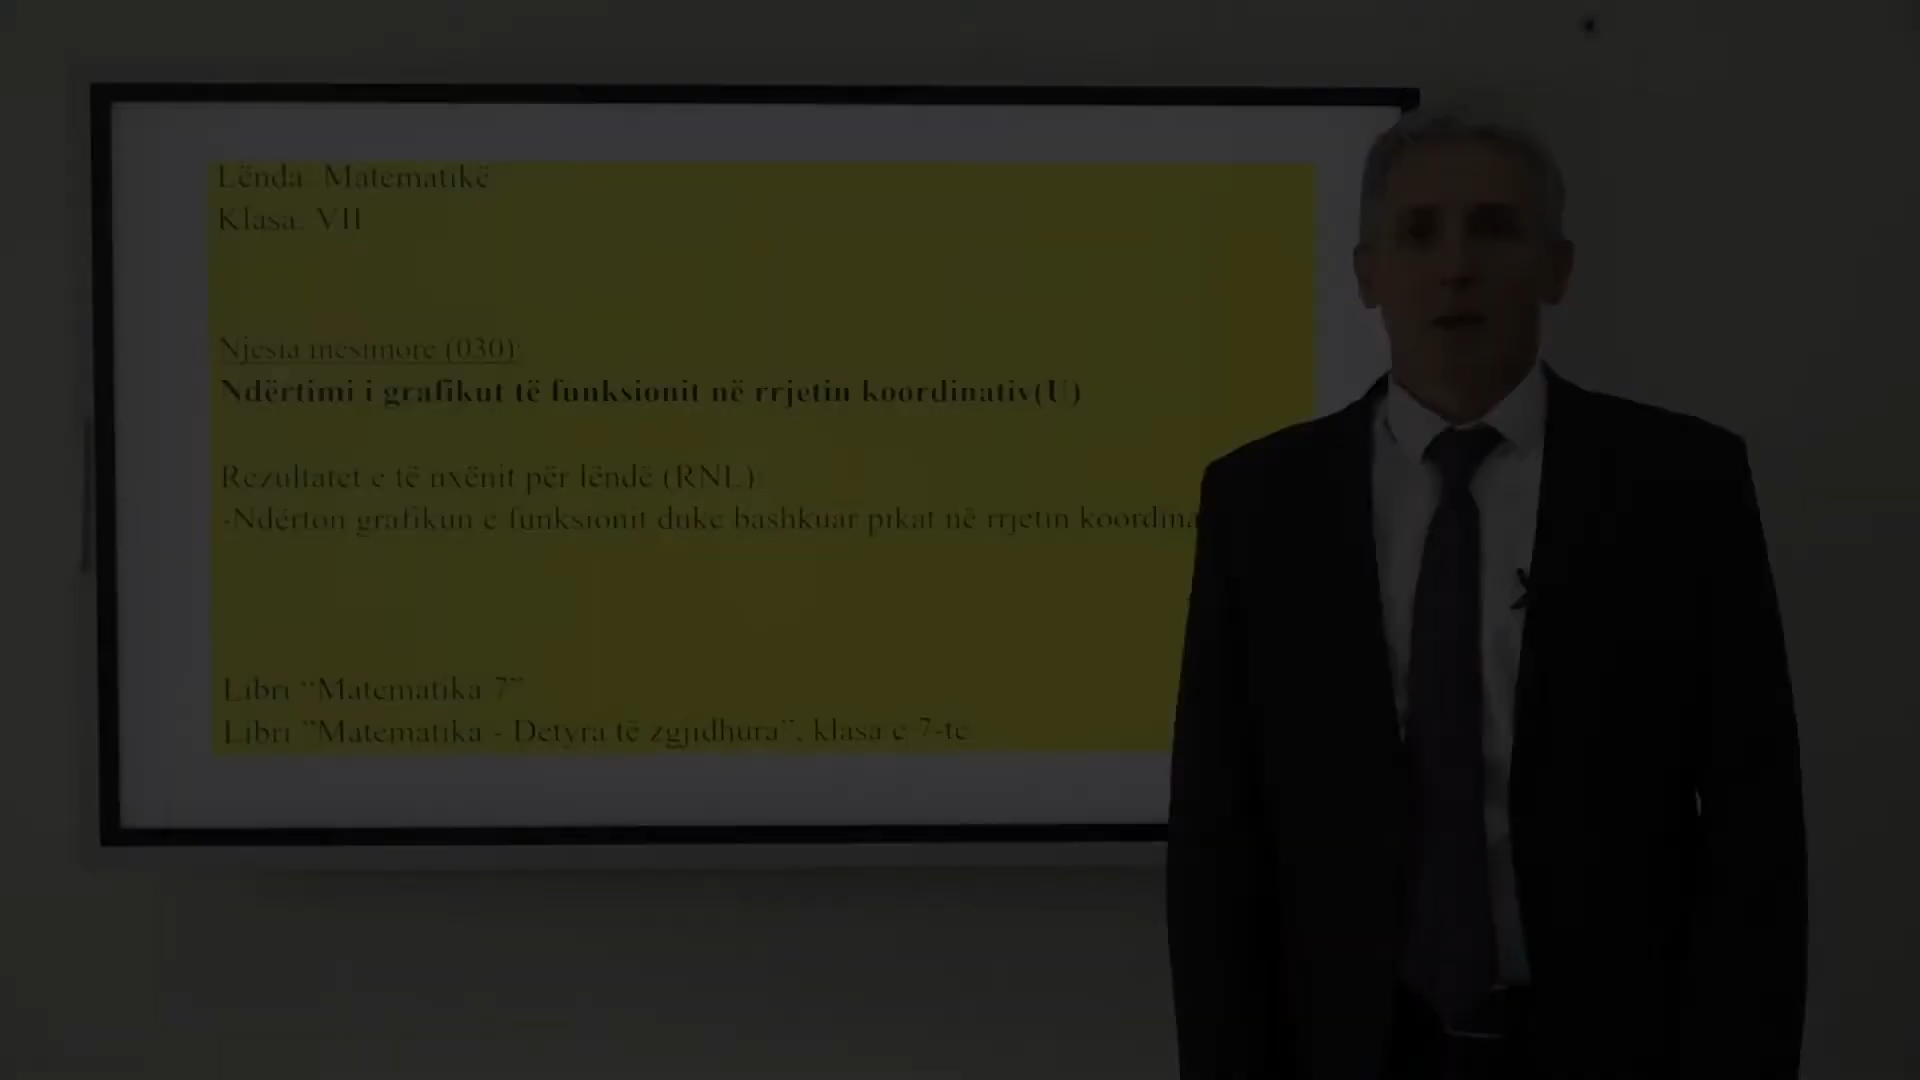 Lënda: Matematikë
Klasa: VII
Njësia mësimore (030):
Ndërtimi i grafikut të funksionit në rrjetin koordinativ(U)
Rezultatet e të nxënit për lëndë (RNL):
-Ndërton grafikun e funksionit duke bashkuar pikat në rrjetin koordina
Libri “Matematika 7”
Libri ”Matematika - Detyra të zgjidhura”, klasa e 7-të